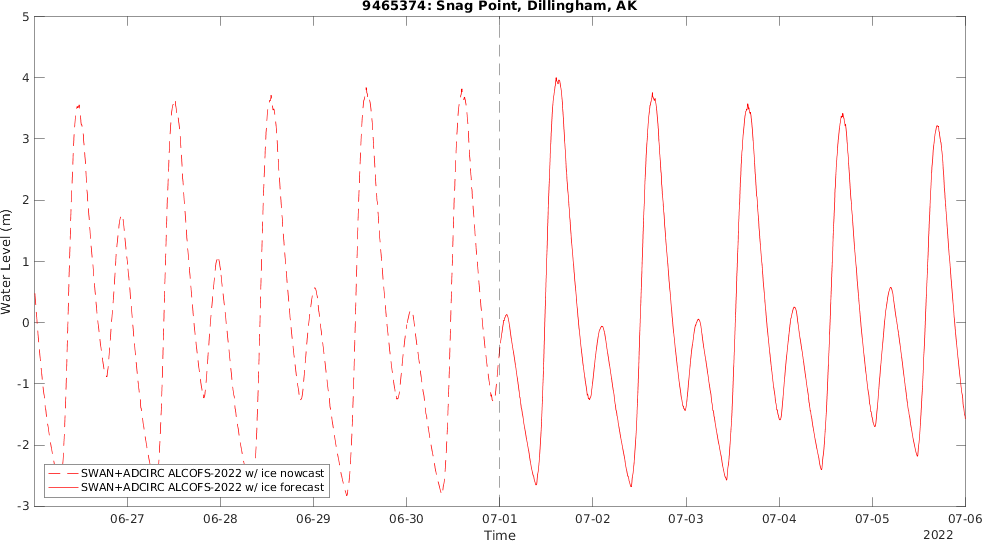 9465374: Snag Point, Dillingham, AK
5
4
3
2
1
0
-1
-2
-3
Water Level (m)
SWAN+ADCIRC ALCOFS-2022 w/ ice nowcast
SWAN+ADCIRC ALCOFS-2022 w/ ice forecast
06-27 06-28 06-29 06-30 07-01 07-02 07-03 07-04 07-05 07-06
Time
2022